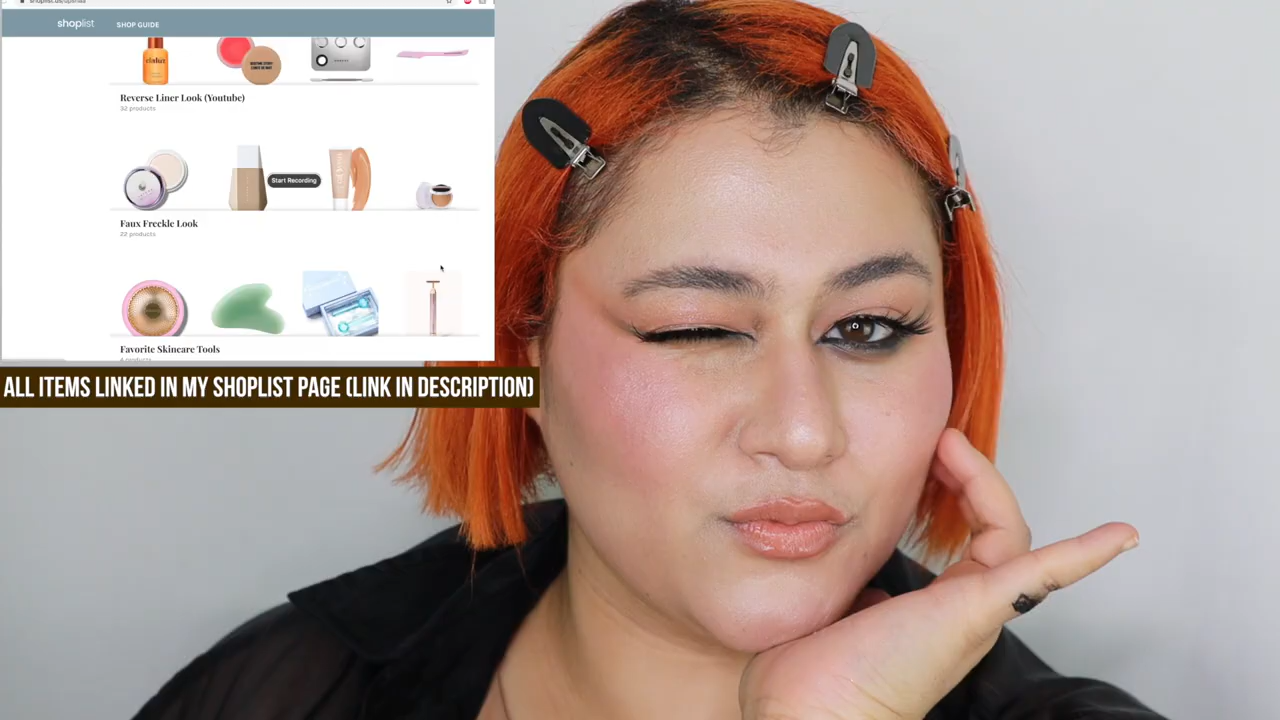 shoplist
SHOP GUIDE
Reverse Liner Look (Youtube)
32 products
Start Recording
Faux Freckle Look
22 products
Favorite Skincare Tools
ALL ITEMS LINKED IN MY SHOPLIST PAGE (LINK IN DESCRIPTION)